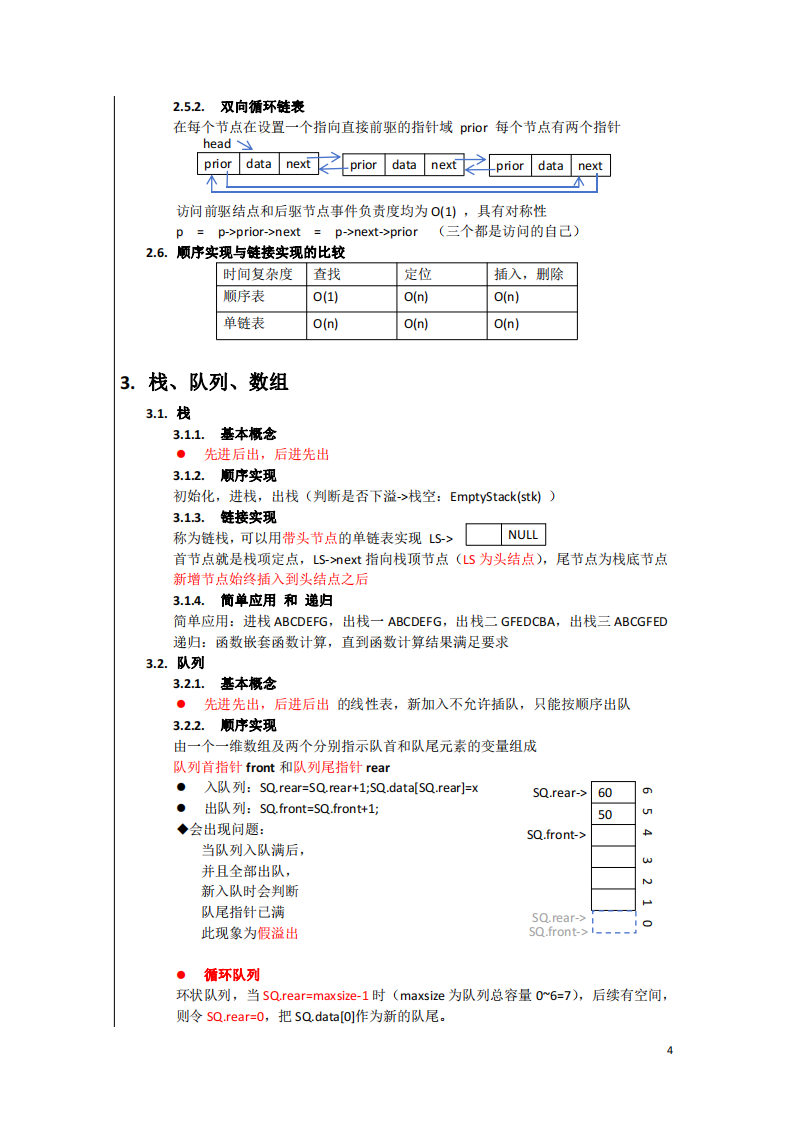 2.5.2. 双向循环链表
在每个节点在设置一个指向直接前驱的指针域 prior 每个节点有两个指针
head
prior data next prior data next prior data next
访问前驱结点和后驱节点事件负责度均为 O(1) ，具有对称性
p = p->prior->next = p->next->prior （三个都是访问的自己）
2.6. 顺序实现与链接实现的比较
时间复杂度 查找 定位 插入，删除
顺序表 O(1) O(n) O(n)
单链表 O(n) O(n) O(n)
3. 栈、队列、数组
3.1. 栈
3.1.1. 基本概念
● 先进后出，后进先出
3.1.2. 顺序实现
初始化，进栈，出栈（判断是否下溢->栈空：EmptyStack(stk) ）
3.1.3. 链接实现
称为链栈，可以用带头节点的单链表实现 LS-> NULL
首节点就是栈项定点，LS->next 指向栈顶节点（LS 为头结点），尾节点为栈底节点
新增节点始终插入到头结点之后
3.1.4. 简单应用 和 递归
简单应用：进栈 ABCDEFG，出栈一 ABCDEFG，出栈二 GFEDCBA，出栈三 ABCGFED
递归：函数嵌套函数计算，直到函数计算结果满足要求
3.2. 队列
3.2.1. 基本概念
● 先进先出，后进后出 的线性表，新加入不允许插队，只能按顺序出队
3.2.2. 顺序实现
由一个一维数组及两个分别指示队首和队尾元素的变量组成
队列首指针 front 和队列尾指针 rear
● 入队列：SQ.rear=SQ.rear+1;SQ.data[SQ.rear]=x
● 出队列：SQ.front=SQ.front+1;
◆会出现问题：
当队列入队满后，
并且全部出队，
新入队时会判断
队尾指针已满
此现象为假溢出
SQ.rear-> 60 6
50 5
SQ.front-> 4
3
2
1
SQ.rear-> 0
SQ.front->
● 循环队列
环状队列，当 SQ.rear=maxsize-1 时（maxsize 为队列总容量 0~6=7），后续有空间，
则令 SQ.rear=0，把 SQ.data[0]作为新的队尾。
4